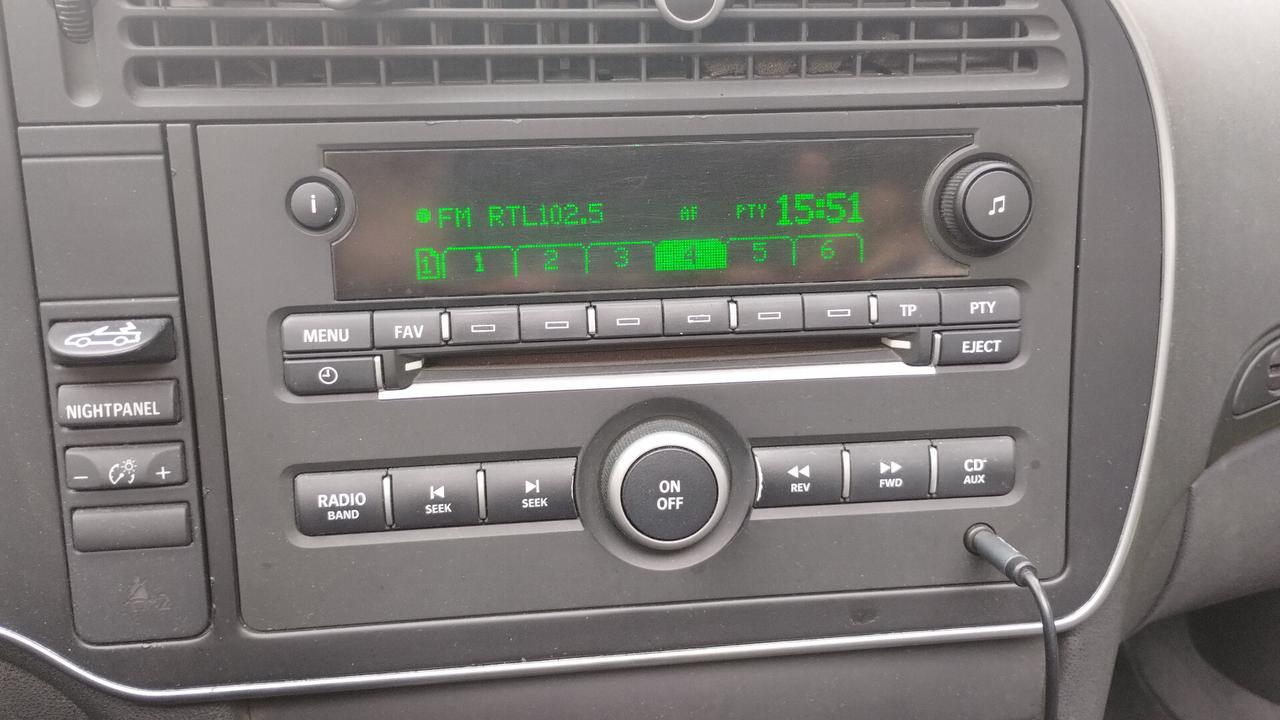 i
FM RTL102.5 AF PTY 15:51
1 1 2 3 4 5 6
MENU FAV TP PTY
EJECT
NIGHTPANEL
- +
RADIO BAND
SEEK
SEEK
ON OFF
REV
FWD
CD AUX